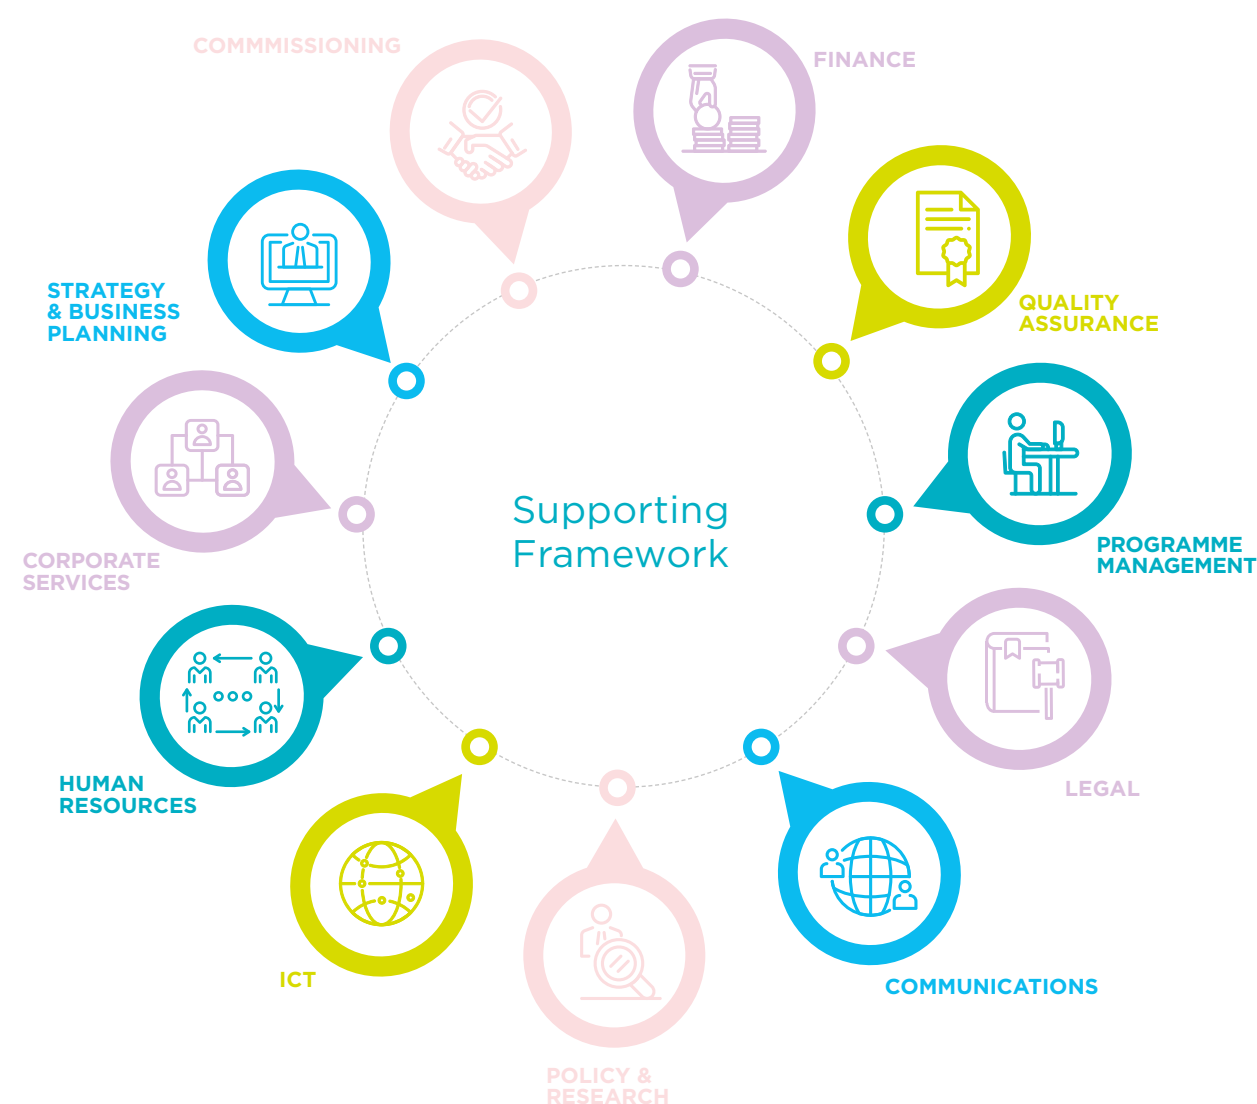 COMMMISSIONING
FINANCE
STRATEGY
& BUSINESS
PLANNING
QUALITY
ASSURANCE
Supporting
Framework
CORPORATE
SERVICES
PROGRAMME
MANAGEMENT
HUMAN
RESOURCES
LEGAL
ICT
COMMUNICATIONS
POLICY &
RESEARCH